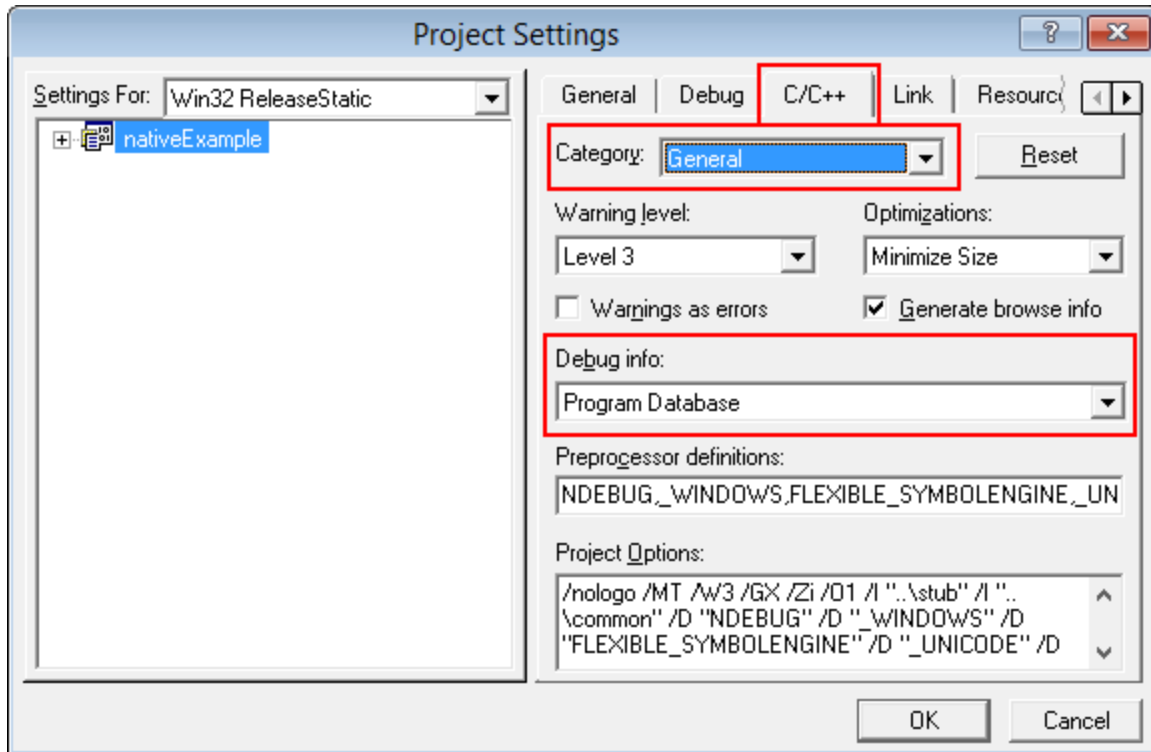 Project Settings
Settings For:
Win32 ReleaseStatic
nativeExample
General
Debug
C/C++
Link
Category:
General
Reset
Warning level:
Optimizations:
Level 3
Minimize Size
Warnings as errors
Generate browse info
Debug info:
Program Database
Preprocessor definitions:
NDEBUG,_WINDOWS,FLEXIBLE_SYMBOLENGINE,_UN
Project Options:
/nologo /MT /W3 /GX /Zi /O1 /I "..\stub" /I "..
\common" /D "NDEBUG" /D "_WINDOWS" /D
"FLEXIBLE_SYMBOLENGINE" /D "_UNICODE" /D
OK
Cancel